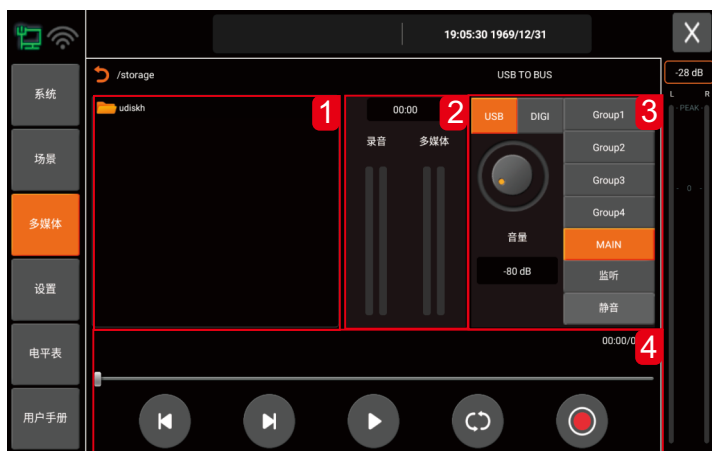 19:05:30 1969/12/31
X
系统
场景
多媒体
设置
电平表
用户手册
/storage
USB TO BUS
-28 dB
udiskh
1
00:00
2
录音
多媒体
USB
DIGI
音量
-80 dB
Group1
3
Group2
Group3
Group4
MAIN
监听
静音
L
R
PEAK
0
00:00/0
4